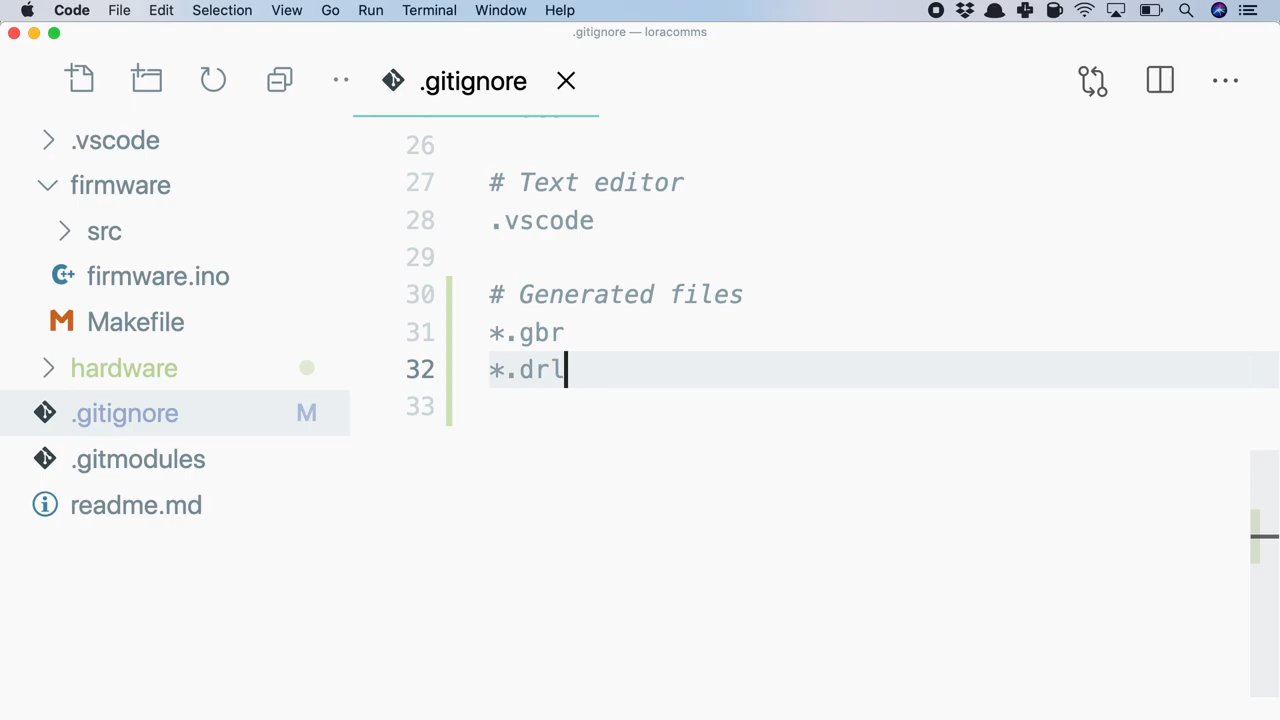 Code File Edit Selection View Go Run Terminal Window Help
.gitignore — loracomms
.gitignore
.vscode
firmware
src
firmware.ino
Makefile
hardware
.gitignore M
.gitmodules
readme.md
26
27 # Text editor
28 .vscode
29
30 # Generated files
31 *.gbr
32 *.drl
33